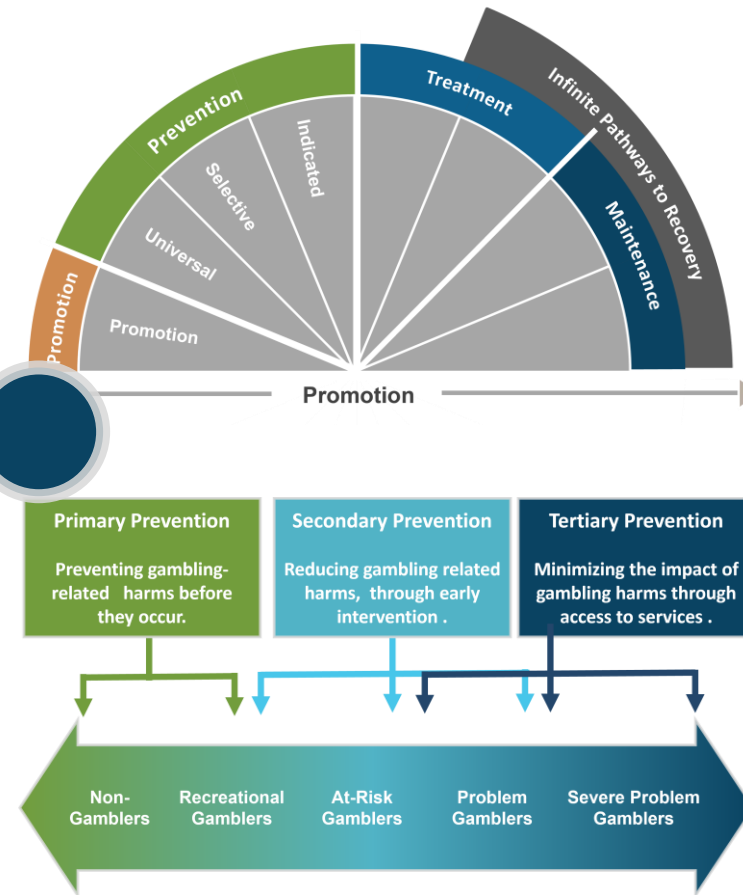 Infinite Pathways to Recovery
Treatment
Prevention
Indicated
Selective
Universal
Maintenance
Promotion
Promotion
Promotion
Primary Prevention
Preventing gambling-
related harms before
they occur.
Secondary Prevention
Reducing gambling related
harms, through early
intervention .
Tertiary Prevention
Minimizing the impact of
gambling harms through
access to services .
Non-
Gamblers
Recreational
Gamblers
At-Risk
Gamblers
Problem
Gamblers
Severe Problem
Gamblers